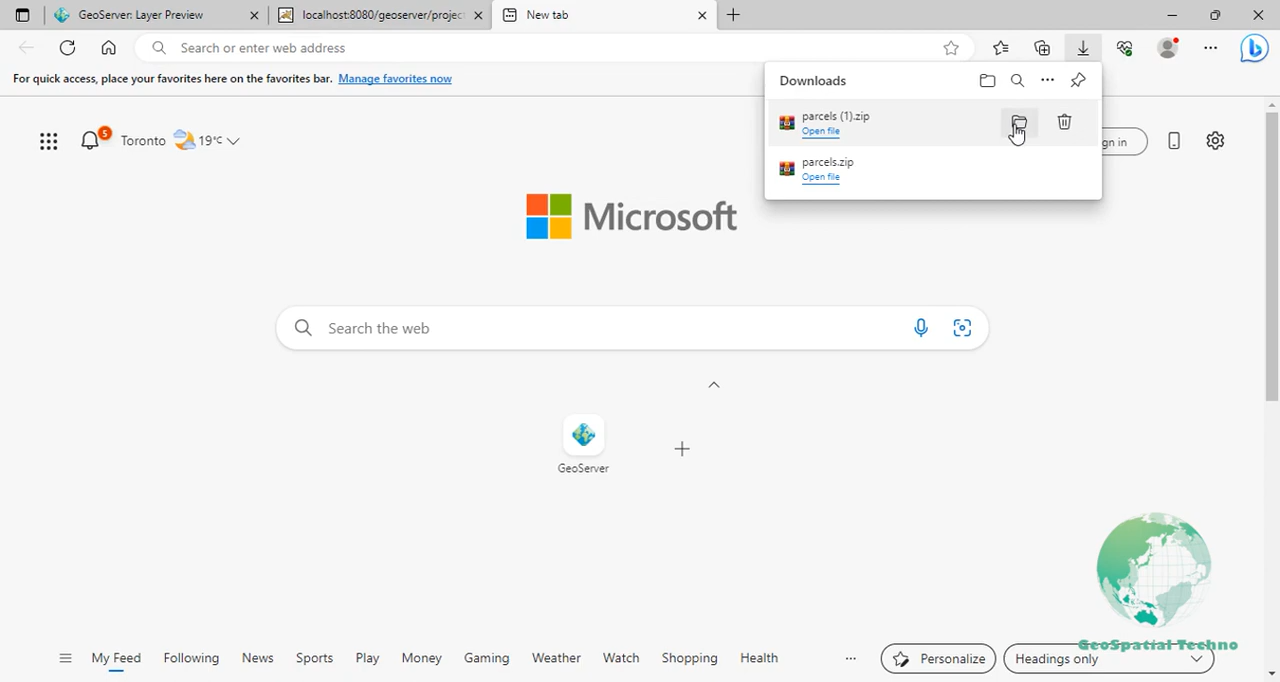 GeoServer: Layer Preview
localhost:8080/geoserver/project
New tab
Search or enter web address
For quick access, place your favorites here on the favorites bar. Manage favorites now
Downloads
parcels (1).zip
Open file
parcels.zip
Open file
5
Toronto
19°C
gn in
Microsoft
Search the web
GeoServer
GeoSpatial Techno
My Feed
Following
News
Sports
Play
Money
Gaming
Weather
Watch
Shopping
Health
Personalize
Headings only